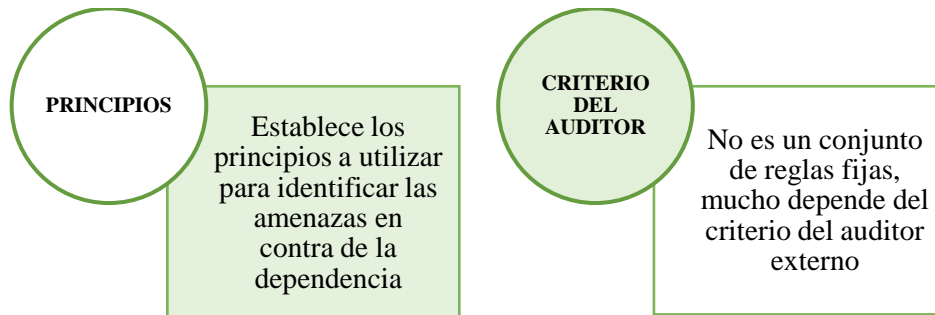 PRINCIPIOS
Establece los
principios a utilizar
para identificar las
amenazas en
contra de la
dependencia
CRITERIO
DEL
AUDITOR
No es un conjunto
de reglas fijas,
mucho depende del
criterio del auditor
externo